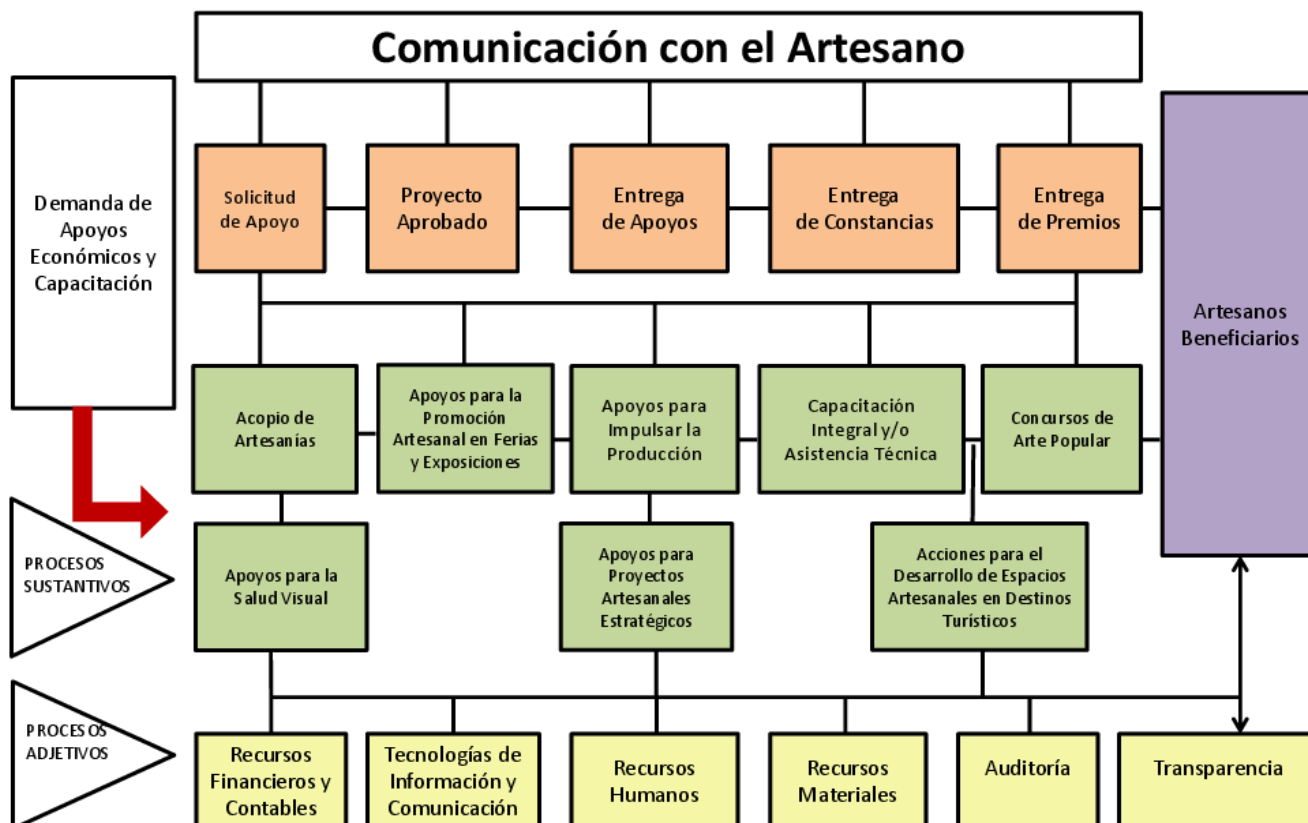 Comunicación con el Artesano
Demanda de
Apoyos
Económicos y
Capacitación
Solicitud
de Apoyo
Proyecto
Aprobado
Entrega
de Apoyos
Entrega
de Constancias
Entrega
de Premios
Artesanos
Beneficiarios
Acopio de
Artesanías
Apoyos para la
Promoción
Artesanal en Ferias
y Exposiciones
Apoyos para
Impulsar la
Producción
Capacitación
Integral y/o
Asistencia Técnica
Concursos de
Arte Popular
PROCESOS
SUSTANTIVOS
Apoyos para la
Salud Visual
Apoyos para
Proyectos
Artesanales
Estratégicos
Acciones para el
Desarrollo de Espacios
Artesanales en Destinos
Turísticos
PROCESOS
ADJETIVOS
Recursos
Financieros y
Contables
Tecnologías de
Información y
Comunicación
Recursos
Humanos
Recursos
Materiales
Auditoría
Transparencia